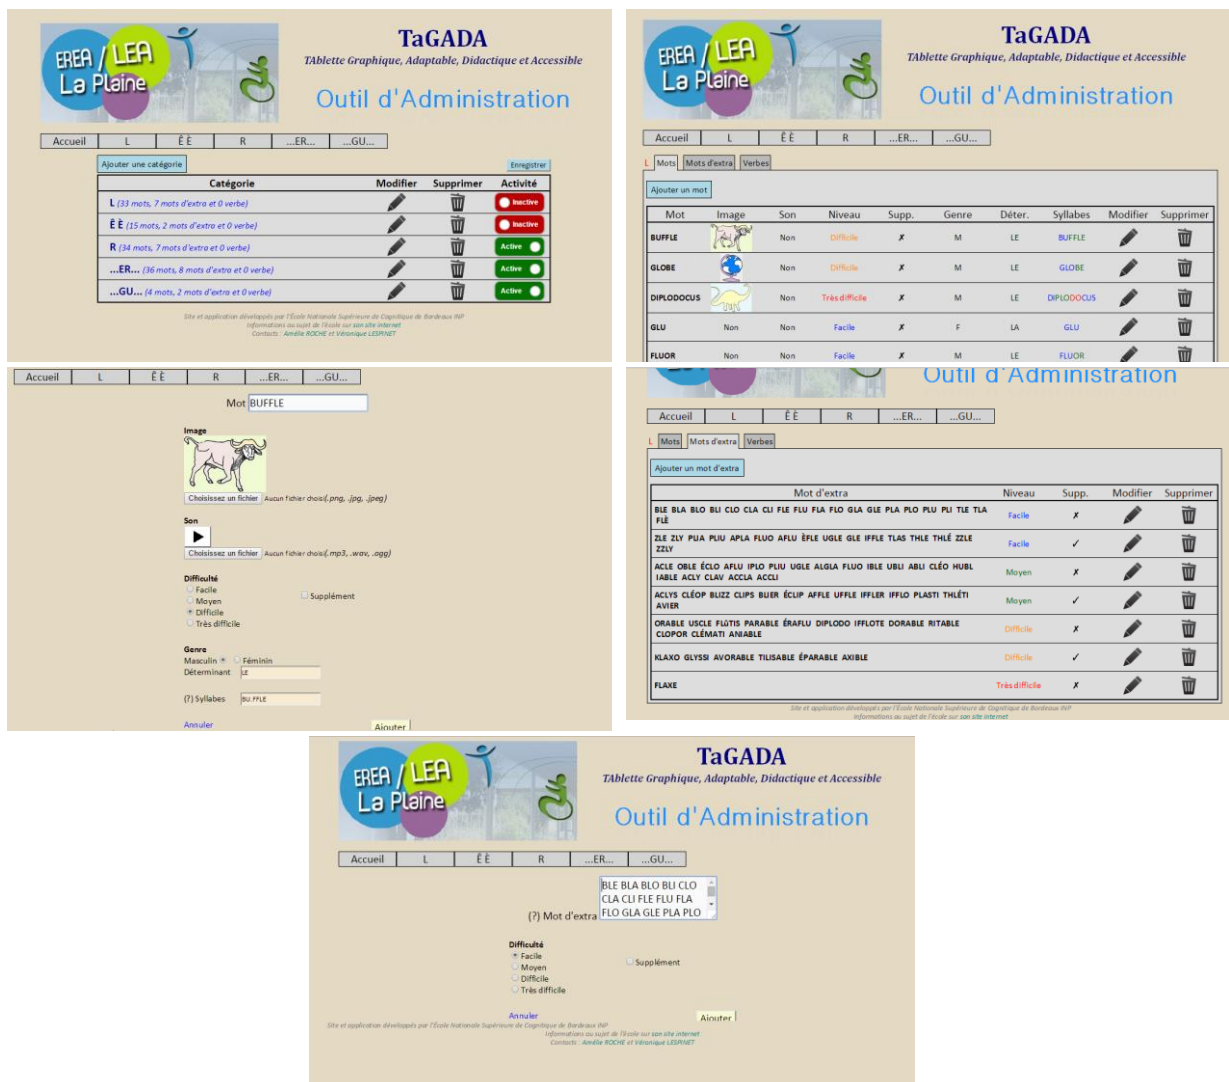 EREA / LEA
La Plaine
TaGADA
TAblette Graphique, Adaptable, Didactique et Accessible
Outil d'Administration
Accueil L Ê È R ...ER... ...GU...
Ajouter une catégorie Enregistrer
Catégorie Modifier Supprimer Activité
L (33 mots, 7 mots d'extra et 0 verbe) Inactive
Ê È (15 mots, 2 mots d'extra et 0 verbe) Inactive
R (34 mots, 7 mots d'extra et 0 verbe) Active
...ER... (36 mots, 8 mots d'extra et 0 verbe) Active
...GU... (4 mots, 2 mots d'extra et 0 verbe) Active
Site et application développés par l'École Nationale Supérieure de Cognitique de Bordeaux INP
Informations au sujet de l'école sur son site internet
Contacts : Amélie ROCHE et Véronique LESPINET
EREA / LEA
La Plaine
TaGADA
TAblette Graphique, Adaptable, Didactique et Accessible
Outil d'Administration
Accueil L Ê È R ...ER... ...GU...
L Mots Mots d'extra Verbes
Ajouter un mot
Mot Image Son Niveau Supp. Genre Déter. Syllabes Modifier Supprimer
BUFFLE Non Difficile ✗ M LE BUFFLE
GLOBE Non Difficile ✗ M LE GLOBE
DIPLODOCUS Non Très difficile ✗ M LE DIPLODOCUS
GLU Non Non Facile ✗ F LA GLU
FLUOR Non Non Facile ✗ M LE FLUOR
Accueil L Ê È R ...ER... ...GU...
Mot BUFFLE
Image
Choisissez un fichier Aucun fichier choisi(.png, .jpg, .jpeg)
Son
Choisissez un fichier Aucun fichier choisi(.mp3, .wav, .ogg)
Difficulté
Facile
Moyen Supplément
Difficile
Très difficile
Genre
Masculin Féminin
Déterminant LE
(?) Syllabes BU.FFLE
Annuler Ajouter
Outil d'Administration
Accueil L Ê È R ...ER... ...GU...
L Mots Mots d'extra Verbes
Ajouter un mot d'extra
Mot d'extra Niveau Supp. Modifier Supprimer
BLE BLA BLO BLI CLO CLA CLI FLE FLU FLA FLO GLA GLE PLA PLO PLU PLI TLE TLA
FLÈ Facile ✗
ZLE ZLY PUA PLIU APLA FLUO AFLU ÈFLE UGLE GLE IFFLE TLAS THLE THLÉ ZZLE
ZZLY Facile ✓
ACLE OBLE ÉCLO AFLU IPLO PLIU UGLE ALGLA FLUO IBLE UBLI ABLI CLÉO HUBL
IABLE ACLY CLAV ACCLA ACCLI Moyen ✗
ACLYS CLÉOP BLIZZ CLIPS BLIER ÉCLIP AFFLE UFFLE IFFLER IFFLO PLASTI THLÉTI
AVIER Moyen ✓
ORABLE USCLE FLÛTIS PARABLE ÉRAFLU DIPLODO IFFLOTE DORABLE RITABLE
CLOPOR CLÉMATI ANIABLE Difficile ✗
KLAXO GLYSSI AVORABLE TILISABLE ÉPARABLE AXIBLE Difficile ✓
FLAXE Très difficile ✗
Site et application développés par l'École Nationale Supérieure de Cognitique de Bordeaux INP
Informations au sujet de l'école sur son site internet
EREA / LEA
La Plaine
TaGADA
TAblette Graphique, Adaptable, Didactique et Accessible
Outil d'Administration
Accueil L Ê È R ...ER... ...GU...
BLE BLA BLO BLI CLO
CLA CLI FLE FLU FLA
(?) Mot d'extra FLO GLA GLE PLA PLO
Difficulté
Facile
Moyen Supplément
Difficile
Très difficile
Annuler Ajouter
Site et application développés par l'École Nationale Supérieure de Cognitique de Bordeaux INP
Informations au sujet de l'école sur son site internet
Contacts : Amélie ROCHE et Véronique LESPINET